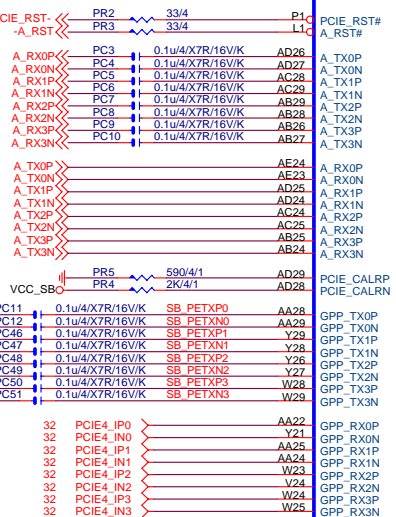 CIE_RST- PR2 33/4 P1 PCIE_RST#
-A_RST PR3 33/4 L1 A_RST#
A_RX0P PC3 0.1u/4/X7R/16V/K AD26 A_TX0P
A_RX0N PC4 0.1u/4/X7R/16V/K AD27 A_TX0N
A_RX1P PC5 0.1u/4/X7R/16V/K AC28 A_TX1P
A_RX1N PC6 0.1u/4/X7R/16V/K AC29 A_TX1N
A_RX2P PC7 0.1u/4/X7R/16V/K AB29 A_TX2P
A_RX2N PC8 0.1u/4/X7R/16V/K AB28 A_TX2N
A_RX3P PC9 0.1u/4/X7R/16V/K AB26 A_TX3P
A_RX3N PC10 0.1u/4/X7R/16V/K AB27 A_TX3N
A_TX0P AE24 A_RX0P
A_TX0N AE23 A_RX0N
A_TX1P AD25 A_RX1P
A_TX1N AD24 A_RX1N
A_TX2P AC24 A_RX2P
A_TX2N AC25 A_RX2N
A_TX3P AB25 A_RX3P
A_TX3N AB24 A_RX3N
PR5 590/4/1 AD29 PCIE_CALRP
VCC_SB PR4 2K/4/1 AD28 PCIE_CALRN
PC11 0.1u/4/X7R/16V/K SB_PETXP0 AA28 GPP_TX0P
PC12 0.1u/4/X7R/16V/K SB_PETXN0 AA29 GPP_TX0N
PC46 0.1u/4/X7R/16V/K SB_PETXP1 Y29 GPP_TX1P
PC47 0.1u/4/X7R/16V/K SB_PETXN1 Y28 GPP_TX1N
PC48 0.1u/4/X7R/16V/K SB_PETXP2 Y26 GPP_TX2P
PC49 0.1u/4/X7R/16V/K SB_PETXN2 Y27 GPP_TX2N
PC50 0.1u/4/X7R/16V/K SB_PETXP3 W28 GPP_TX3P
PC51 0.1u/4/X7R/16V/K SB_PETXN3 W29 GPP_TX3N
32 PCIE4_IP0 AA22 GPP_RX0P
32 PCIE4_IN0 Y21 GPP_RX0N
32 PCIE4_IP1 AA25 GPP_RX1P
32 PCIE4_IN1 AA24 GPP_RX1N
32 PCIE4_IP2 W23 GPP_RX2P
32 PCIE4_IN2 V24 GPP_RX2N
32 PCIE4_IP3 W24 GPP_RX3P
32 PCIE4_IN3 W25 GPP_RX3N